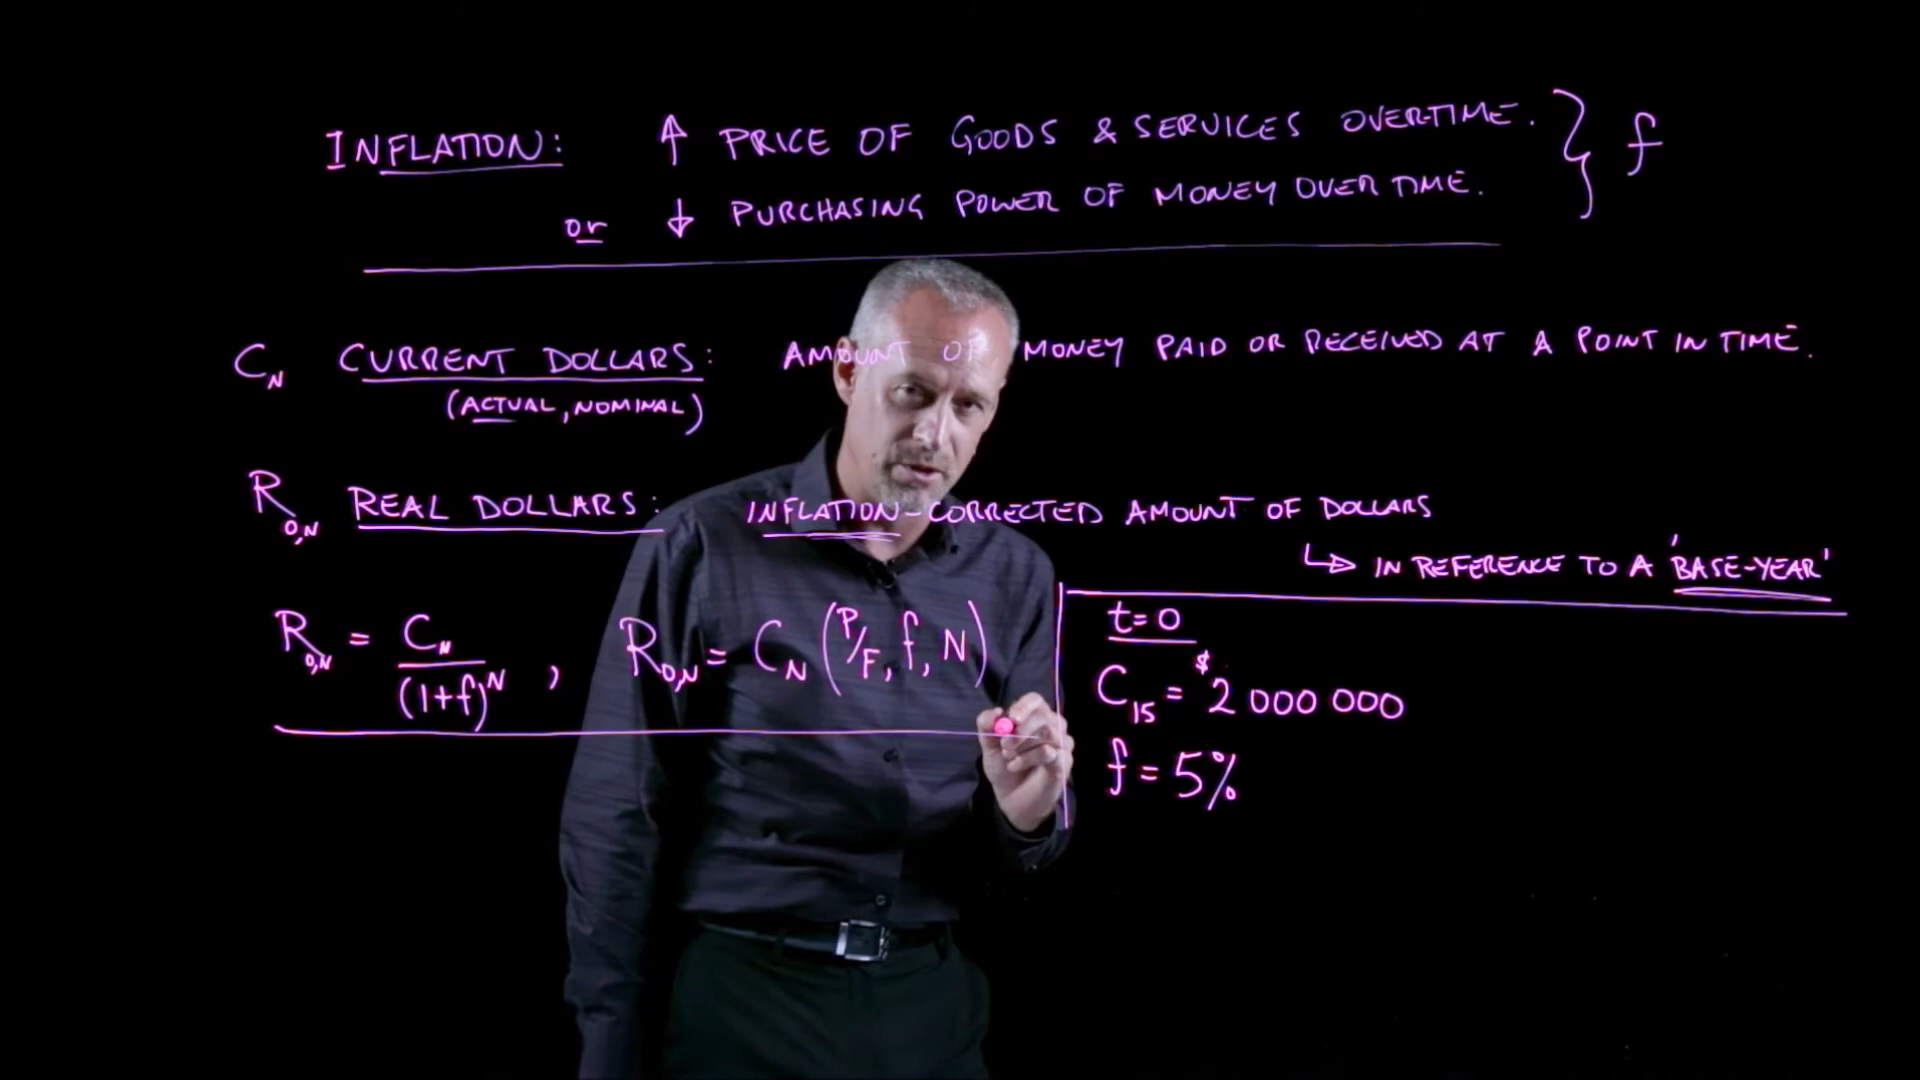 INFLATION: ↑ PRICE OF GOODS & SERVICES OVERTIME. } f
or ↓ PURCHASING POWER OF MONEY OVER TIME.
C_N CURRENT DOLLARS: AMOUNT OF MONEY PAID OR RECEIVED AT A POINT IN TIME.
(ACTUAL, NOMINAL)
R_0,N REAL DOLLARS: INFLATION-CORRECTED AMOUNT OF DOLLARS
↳ IN REFERENCE TO A 'BASE-YEAR'
R_0,N = C_N / (1+f)^N , R_0,N = C_N (P/F, f, N)
t=0
C_15 = $2 000 000
f = 5%